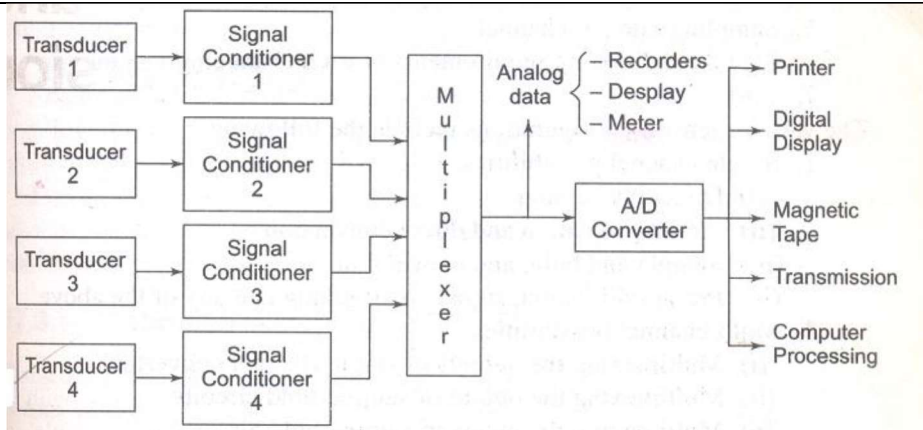 Transducer
1
Signal
Conditioner
1
Transducer
2
Signal
Conditioner
2
Transducer
3
Signal
Conditioner
3
Transducer
4
Signal
Conditioner
4
M
u
l
t
i
p
l
e
x
e
r
Analog
data
– Recorders
– Desplay
– Meter
A/D
Converter
Printer
Digital
Display
Magnetic
Tape
Transmission
Computer
Processing